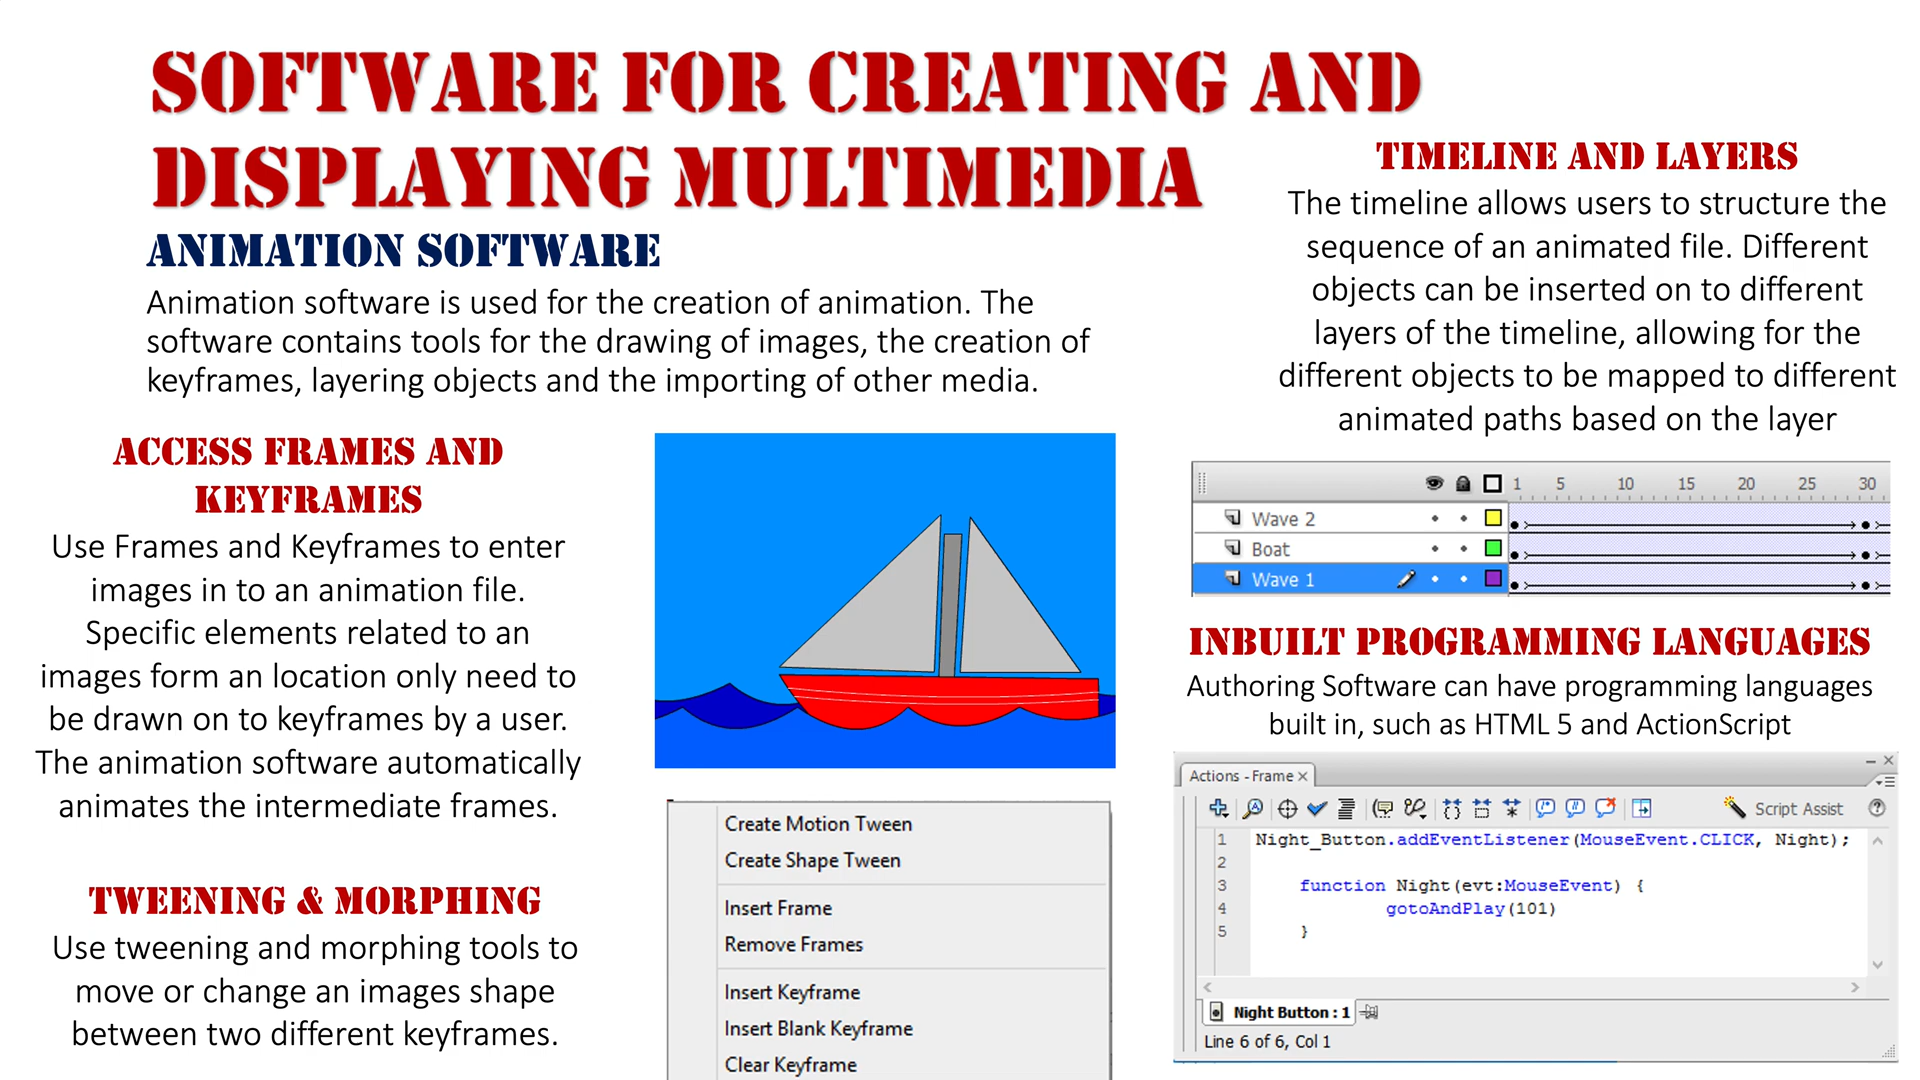 SOFTWARE FOR CREATING AND
DISPLAYING MULTIMEDIA
ANIMATION SOFTWARE
Animation software is used for the creation of animation. The
software contains tools for the drawing of images, the creation of
keyframes, layering objects and the importing of other media.
ACCESS FRAMES AND
KEYFRAMES
Use Frames and Keyframes to enter
images in to an animation file.
Specific elements related to an
images form an location only need to
be drawn on to keyframes by a user.
The animation software automatically
animates the intermediate frames.
TWEENING & MORPHING
Use tweening and morphing tools to
move or change an images shape
between two different keyframes.
Create Motion Tween
Create Shape Tween
Insert Frame
Remove Frames
Insert Keyframe
Insert Blank Keyframe
Clear Keyframe
TIMELINE AND LAYERS
The timeline allows users to structure the
sequence of an animated file. Different
objects can be inserted on to different
layers of the timeline, allowing for the
different objects to be mapped to different
animated paths based on the layer
1 5 10 15 20 25 30
Wave 2
Boat
Wave 1
INBUILT PROGRAMMING LANGUAGES
Authoring Software can have programming languages
built in, such as HTML 5 and ActionScript
Actions - Frame ×
Script Assist
1 Night_Button.addEventListener(MouseEvent.CLICK, Night);
2
3 function Night(evt:MouseEvent) {
4 gotoAndPlay(101)
5 }
Night Button : 1
Line 6 of 6, Col 1